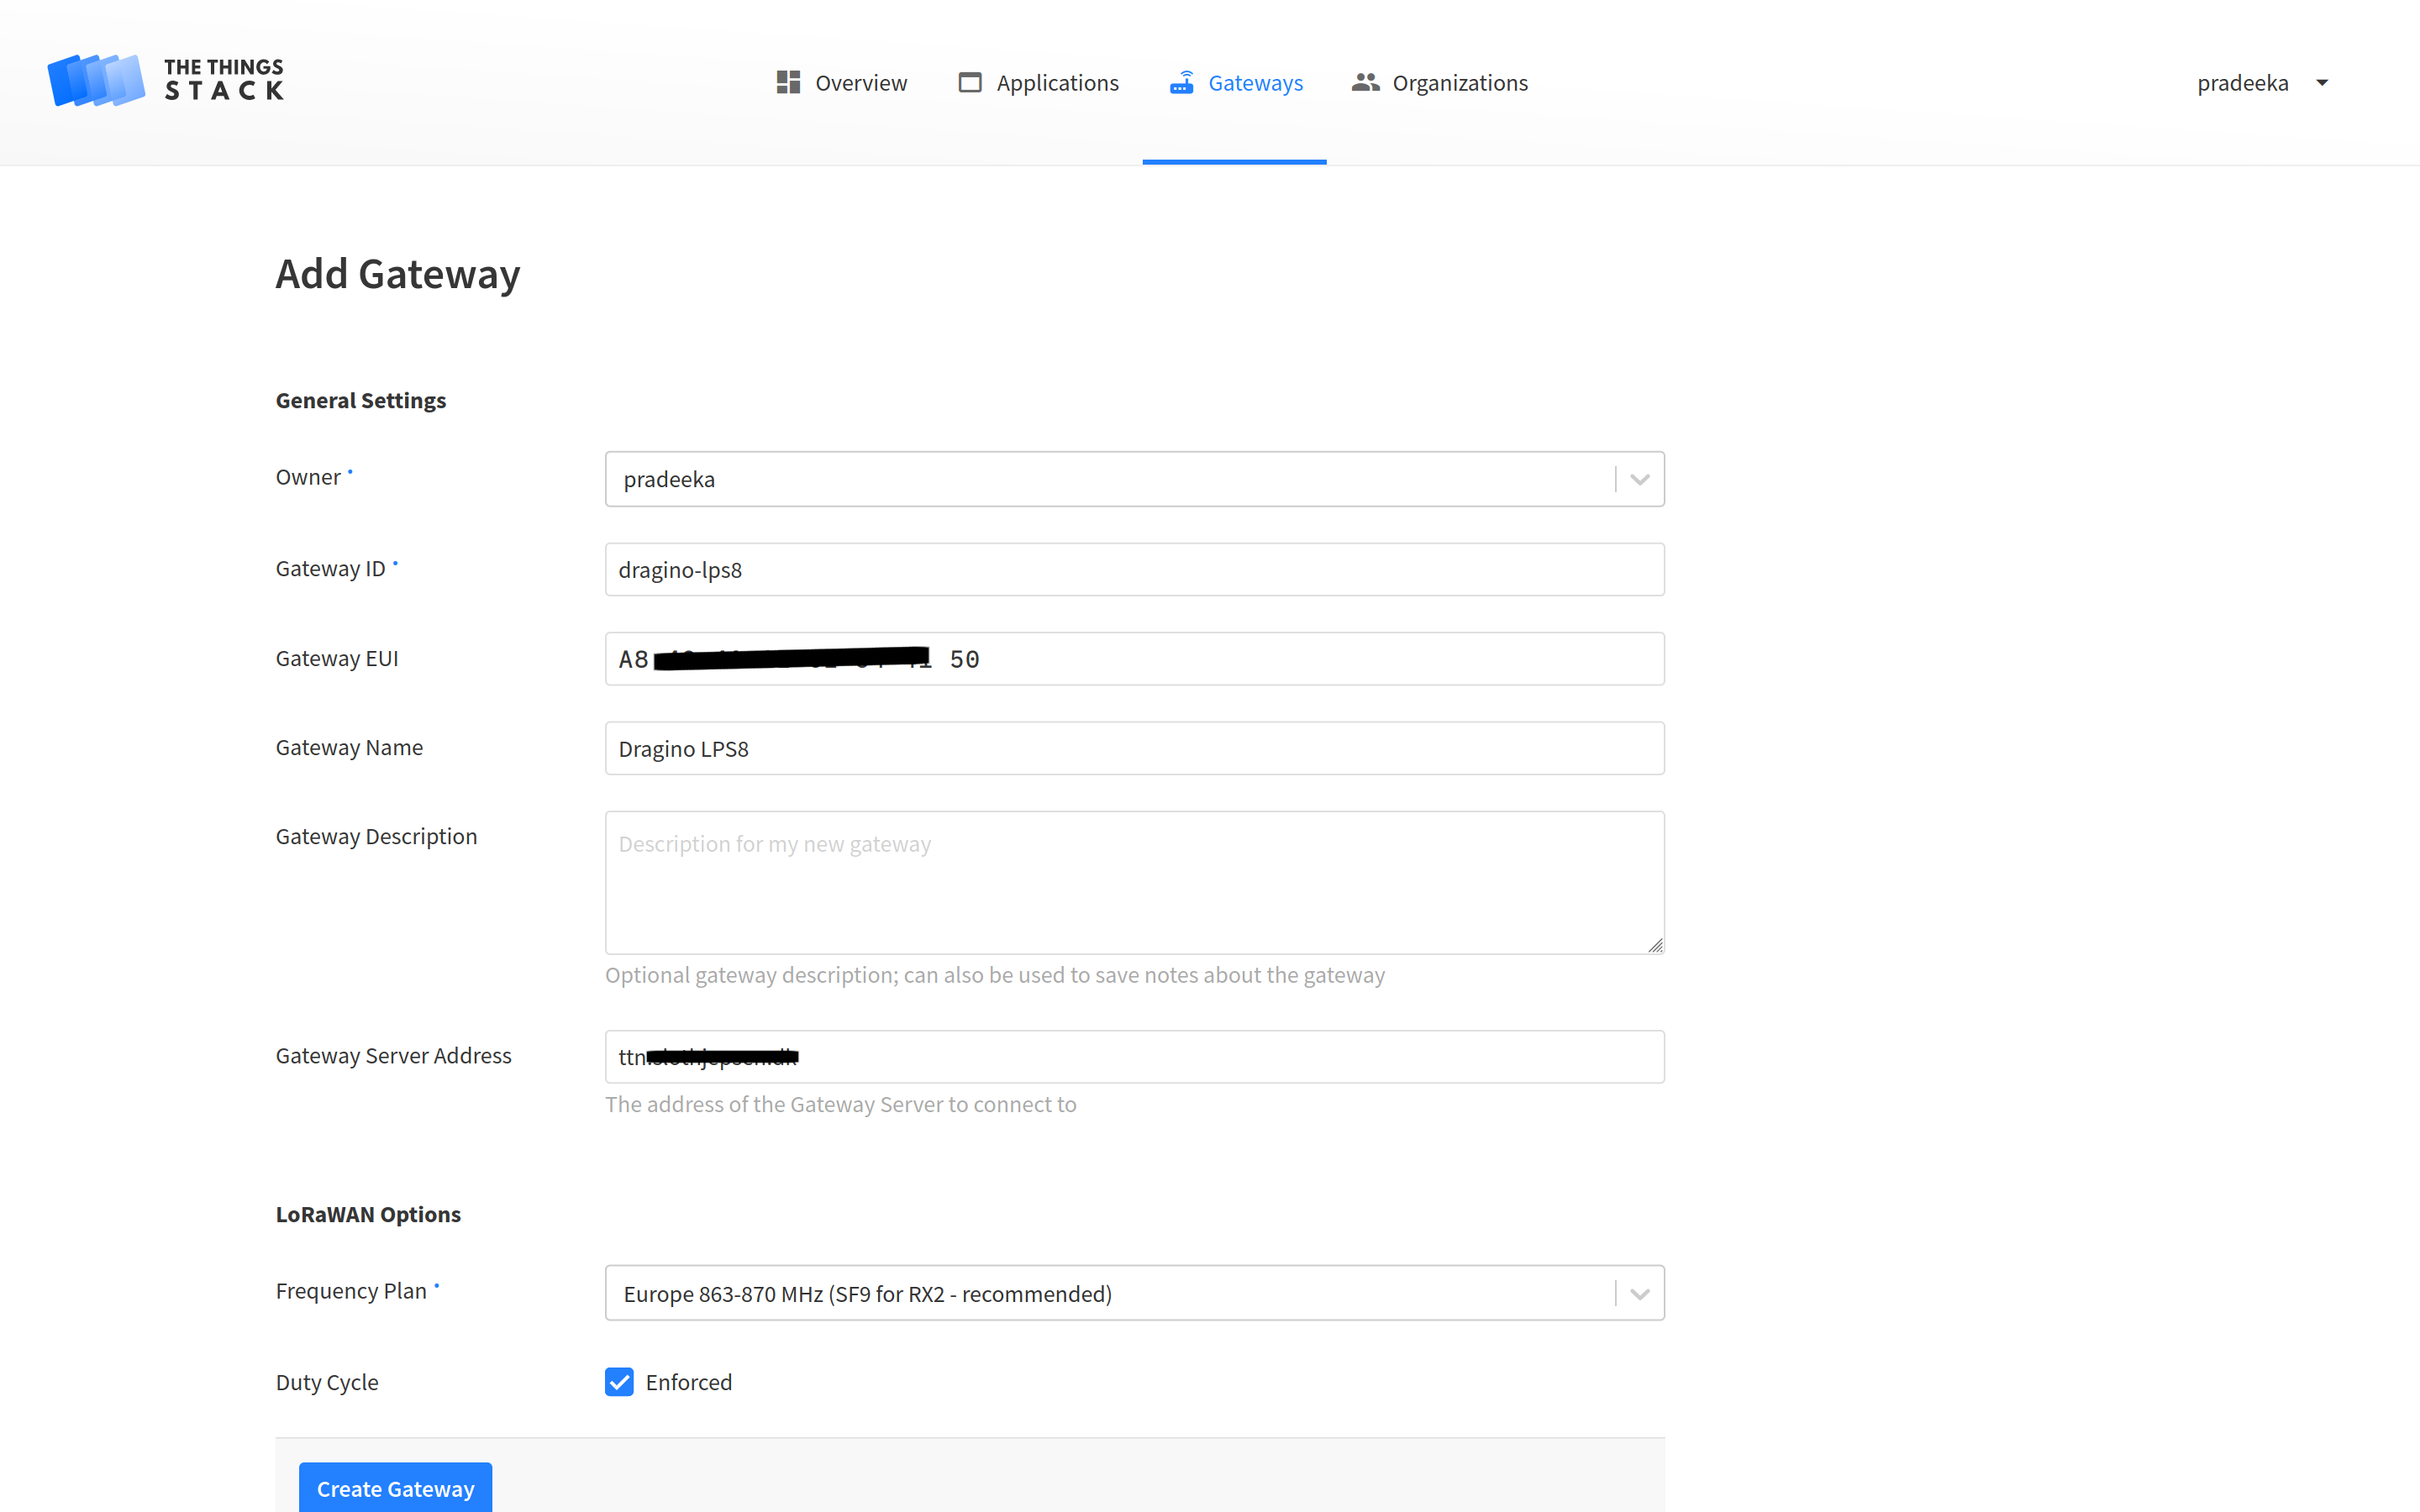 THE THINGS
STACK
Overview
Applications
Gateways
Organizations
pradeeka
Add Gateway
General Settings
Owner
pradeeka
Gateway ID
dragino-lps8
Gateway EUI
A8 50
Gateway Name
Dragino LPS8
Gateway Description
Description for my new gateway
Optional gateway description; can also be used to save notes about the gateway
Gateway Server Address
ttn
The address of the Gateway Server to connect to
LoRaWAN Options
Frequency Plan
Europe 863-870 MHz (SF9 for RX2 - recommended)
Duty Cycle
Enforced
Create Gateway